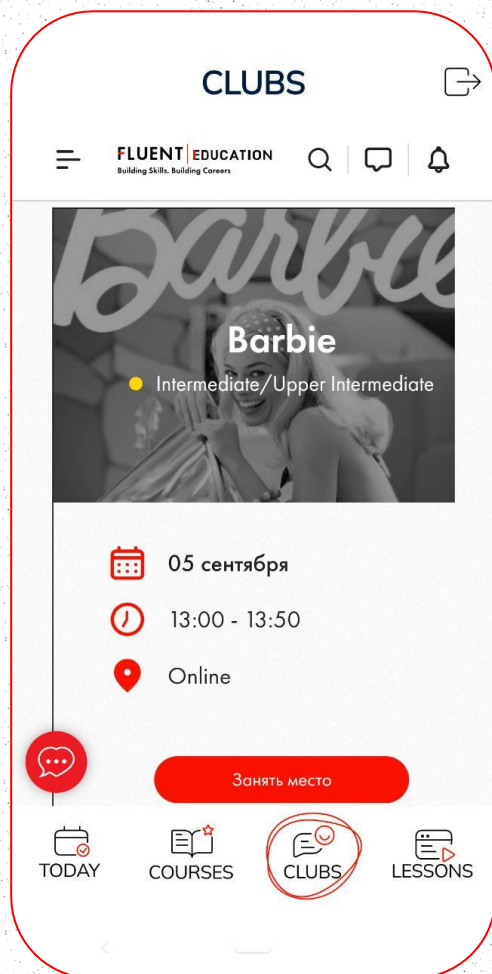 CLUBS
FLUENT EDUCATION
Building Skills. Building Careers
Barbie
Barbie
Intermediate/Upper Intermediate
05 сентября
13:00 - 13:50
Online
Занять место
TODAY
COURSES
CLUBS
LESSONS